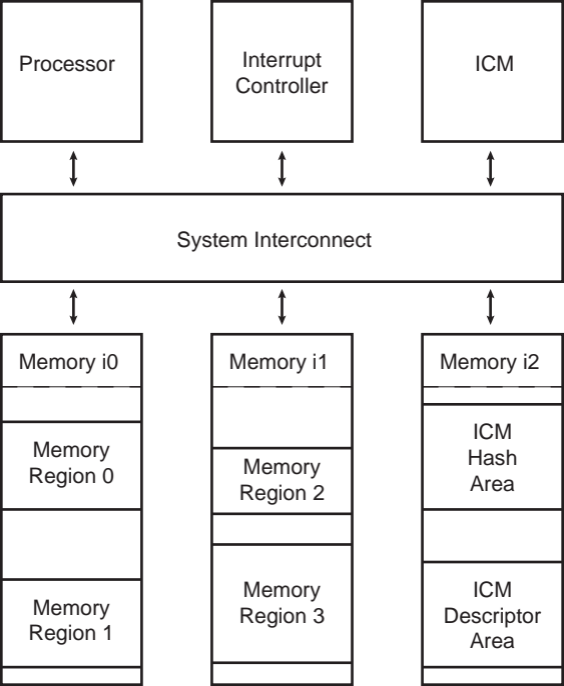 Processor
Interrupt
Controller
ICM
System Interconnect
Memory i0
Memory i1
Memory i2
Memory
Region 0
Memory
Region 2
ICM
Hash
Area
Memory
Region 1
Memory
Region 3
ICM
Descriptor
Area